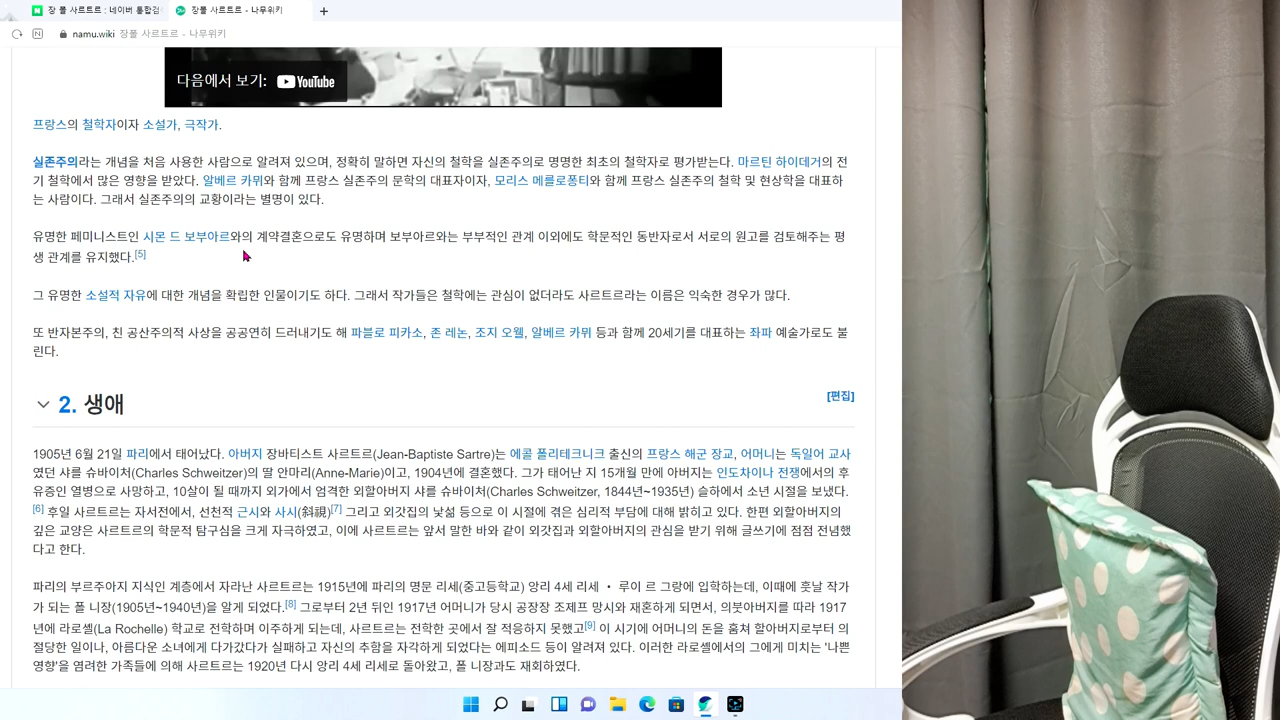 장 폴 사르트르 : 네이버 통합검
장폴 사르트르 - 나무위키
namu.wiki 장폴 사르트르 - 나무위키
다음에서 보기: YouTube
프랑스의 철학자이자 소설가, 극작가.
실존주의라는 개념을 처음 사용한 사람으로 알려져 있으며, 정확히 말하면 자신의 철학을 실존주의로 명명한 최초의 철학자로 평가받는다. 마르틴 하이데거의 전
기 철학에서 많은 영향을 받았다. 알베르 카뮈와 함께 프랑스 실존주의 문학의 대표자이자, 모리스 메를로퐁티와 함께 프랑스 실존주의 철학 및 현상학을 대표하
는 사람이다. 그래서 실존주의의 교황이라는 별명이 있다.
유명한 페미니스트인 시몬 드 보부아르와의 계약결혼으로도 유명하며 보부아르와는 부부적인 관계 이외에도 학문적인 동반자로서 서로의 원고를 검토해주는 평
생 관계를 유지했다.[5]
그 유명한 소설적 자유에 대한 개념을 확립한 인물이기도 하다. 그래서 작가들은 철학에는 관심이 없더라도 사르트르라는 이름은 익숙한 경우가 많다.
또 반자본주의, 친 공산주의적 사상을 공공연히 드러내기도 해 파블로 피카소, 존 레논, 조지 오웰, 알베르 카뮈 등과 함께 20세기를 대표하는 좌파 예술가로도 불
린다.
2. 생애
[편집]
1905년 6월 21일 파리에서 태어났다. 아버지 장바티스트 사르트르(Jean-Baptiste Sartre)는 에콜 폴리테크니크 출신의 프랑스 해군 장교, 어머니는 독일어 교사
였던 샤를 슈바이처(Charles Schweitzer)의 딸 안마리(Anne-Marie)이고, 1904년에 결혼했다. 그가 태어난 지 15개월 만에 아버지는 인도차이나 전쟁에서의 후
유증인 열병으로 사망하고, 10살이 될 때까지 외가에서 엄격한 외할아버지 샤를 슈바이처(Charles Schweitzer, 1844년~1935년) 슬하에서 소년 시절을 보냈다.
[6] 후일 사르트르는 자서전에서, 선천적 근시와 사시(斜視)[7] 그리고 외갓집의 낯섦 등으로 이 시기에 겪은 심리적 부담에 대해 밝히고 있다. 한편 외할아버지의
깊은 교양은 사르트르의 학문적 탐구심을 크게 자극하였고, 이에 사르트르는 앞서 말한 바와 같이 외갓집과 외할아버지의 관심을 받기 위해 글쓰기에 점점 전념했
다고 한다.
파리의 부르주아지 지식인 계층에서 자라난 사르트르는 1915년에 파리의 명문 리세(중고등학교) 앙리 4세 리세 · 루이 르 그랑에 입학하는데, 이때에 훗날 작가
가 되는 폴 니장(1905년~1940년)을 알게 되었다.[8] 그로부터 2년 뒤인 1917년 어머니가 당시 공장장 조제프 망시와 재혼하게 되면서, 의붓아버지를 따라 1917
년에 라로셸(La Rochelle) 학교로 전학하며 이주하게 되는데, 사르트르는 전학한 곳에서 잘 적응하지 못했고[9] 이 시기에 어머니의 돈을 훔쳐 할아버지로부터 의
절당한 일이나, 아름다운 소녀에게 다가갔다가 실패하고 자신의 추함을 자각하게 되었다는 에피소드 등이 알려져 있다. 이러한 라로셸에서의 그에게 미치는 '나쁜
영향'을 염려한 가족들에 의해 사르트르는 1920년 다시 앙리 4세 리세로 돌아왔고, 폴 니장과도 재회하였다.